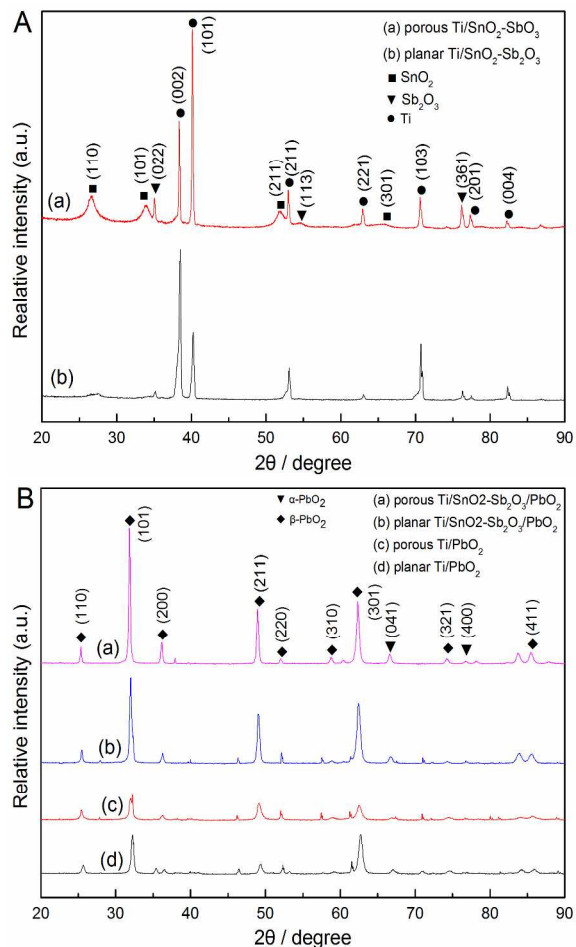 A
(a) porous Ti/SnO₂-SbO₃
(b) planar Ti/SnO₂-Sb₂O₃
■ SnO₂
▼ Sb₂O₃
● Ti
(110)
(101)
(022)
(002)
(101)
(211)
(211)
(113)
(221)
(301)
(103)
(361)
(201)
(004)
(a)
(b)
Realative intensity (a.u.)
20 30 40 50 60 70 80 90
2θ / degree
B
▼ α-PbO₂
◆ β-PbO₂
(a) porous Ti/SnO2-Sb₂O₃/PbO₂
(b) planar Ti/SnO2-Sb₂O₃/PbO₂
(c) porous Ti/PbO₂
(d) planar Ti/PbO₂
(110)
(101)
(200)
(211)
(220)
(310)
(301)
(041)
(321)
(400)
(411)
(a)
(b)
(c)
(d)
Relative intensity (a.u.)
20 30 40 50 60 70 80 90
2θ / degree